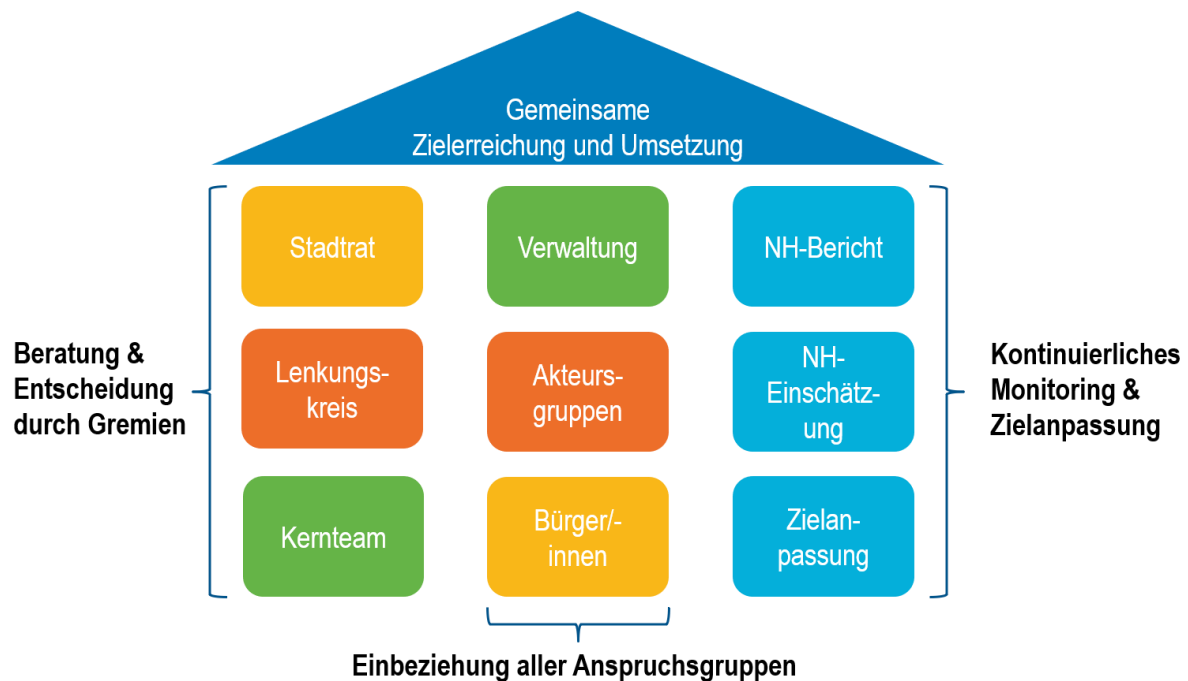 Gemeinsame
Zielerreichung und Umsetzung
Stadtrat
Verwaltung
NH-Bericht
Beratung &
Entscheidung
durch Gremien
Lenkungs-
kreis
Akteurs-
gruppen
NH-
Einschätz-
ung
Kontinuierliches
Monitoring &
Zielanpassung
Kernteam
Bürger/-
innen
Zielan-
passung
Einbeziehung aller Anspruchsgruppen